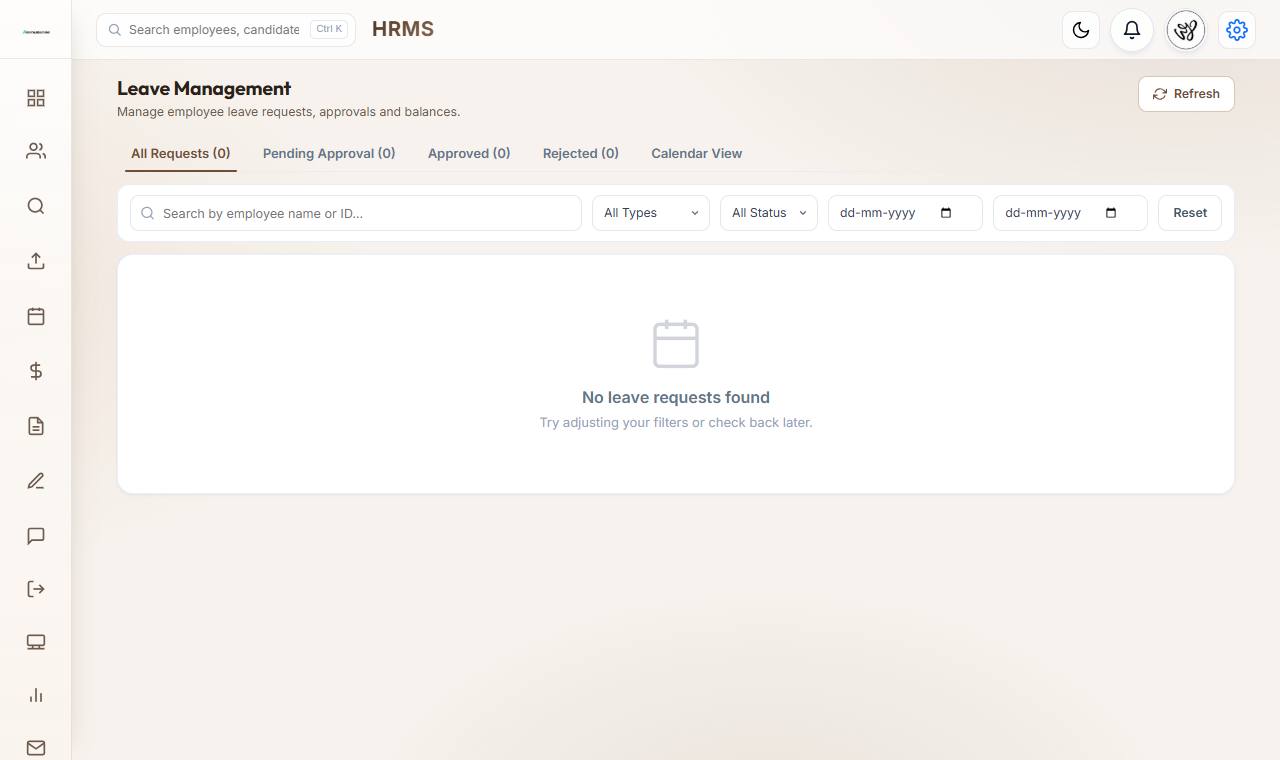 Search employees, candidate
Ctrl K
HRMS
Leave Management
Manage employee leave requests, approvals and balances.
Refresh
All Requests (0)
Pending Approval (0)
Approved (0)
Rejected (0)
Calendar View
Search by employee name or ID...
All Types
All Status
dd-mm-yyyy
dd-mm-yyyy
Reset
No leave requests found
Try adjusting your filters or check back later.